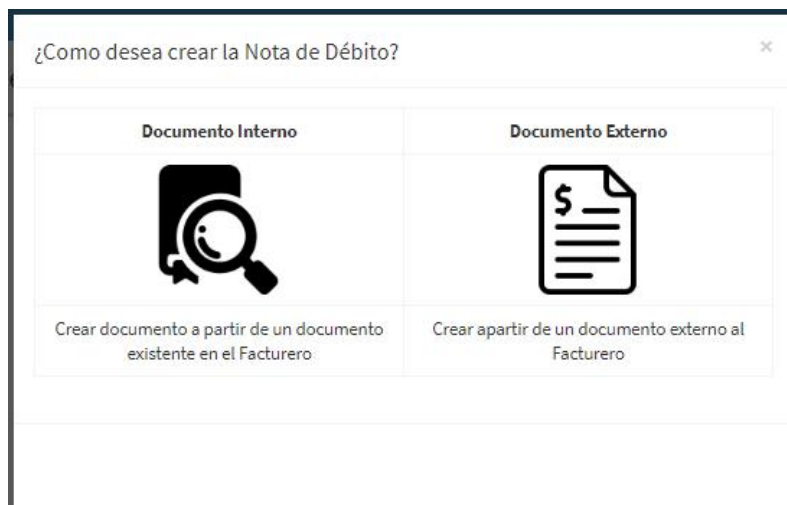 ¿Como desea crear la Nota de Débito?
×
Documento Interno
Documento Externo
$
Crear documento a partir de un documento
existente en el Facturero
Crear apartir de un documento externo al
Facturero